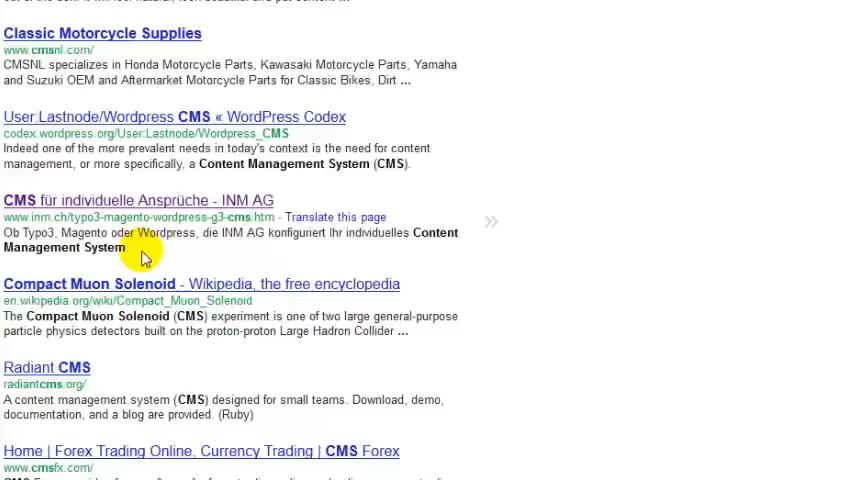 Classic Motorcycle Supplies
www.cmsnl.com/
CMSNL specializes in Honda Motorcycle Parts, Kawasaki Motorcycle Parts, Yamaha
and Suzuki OEM and Aftermarket Motorcycle Parts for Classic Bikes, Dirt ...
User:Lastnode/Wordpress CMS « WordPress Codex
codex.wordpress.org/User:Lastnode/Wordpress_CMS
Indeed one of the more prevalent needs in today's context is the need for content
management, or more specifically, a Content Management System (CMS).
CMS für individuelle Ansprüche - INM AG
www.inm.ch/typo3-magento-wordpress-g3-cms.htm - Translate this page
Ob Typo3, Magento oder Wordpress, die INM AG konfiguriert Ihr individuelles Content
Management System.
Compact Muon Solenoid - Wikipedia, the free encyclopedia
en.wikipedia.org/wiki/Compact_Muon_Solenoid
The Compact Muon Solenoid (CMS) experiment is one of two large general-purpose
particle physics detectors built on the proton-proton Large Hadron Collider ...
Radiant CMS
radiantcms.org/
A content management system (CMS) designed for small teams. Download, demo,
documentation, and a blog are provided. (Ruby)
Home | Forex Trading Online, Currency Trading | CMS Forex
www.cmsfx.com/